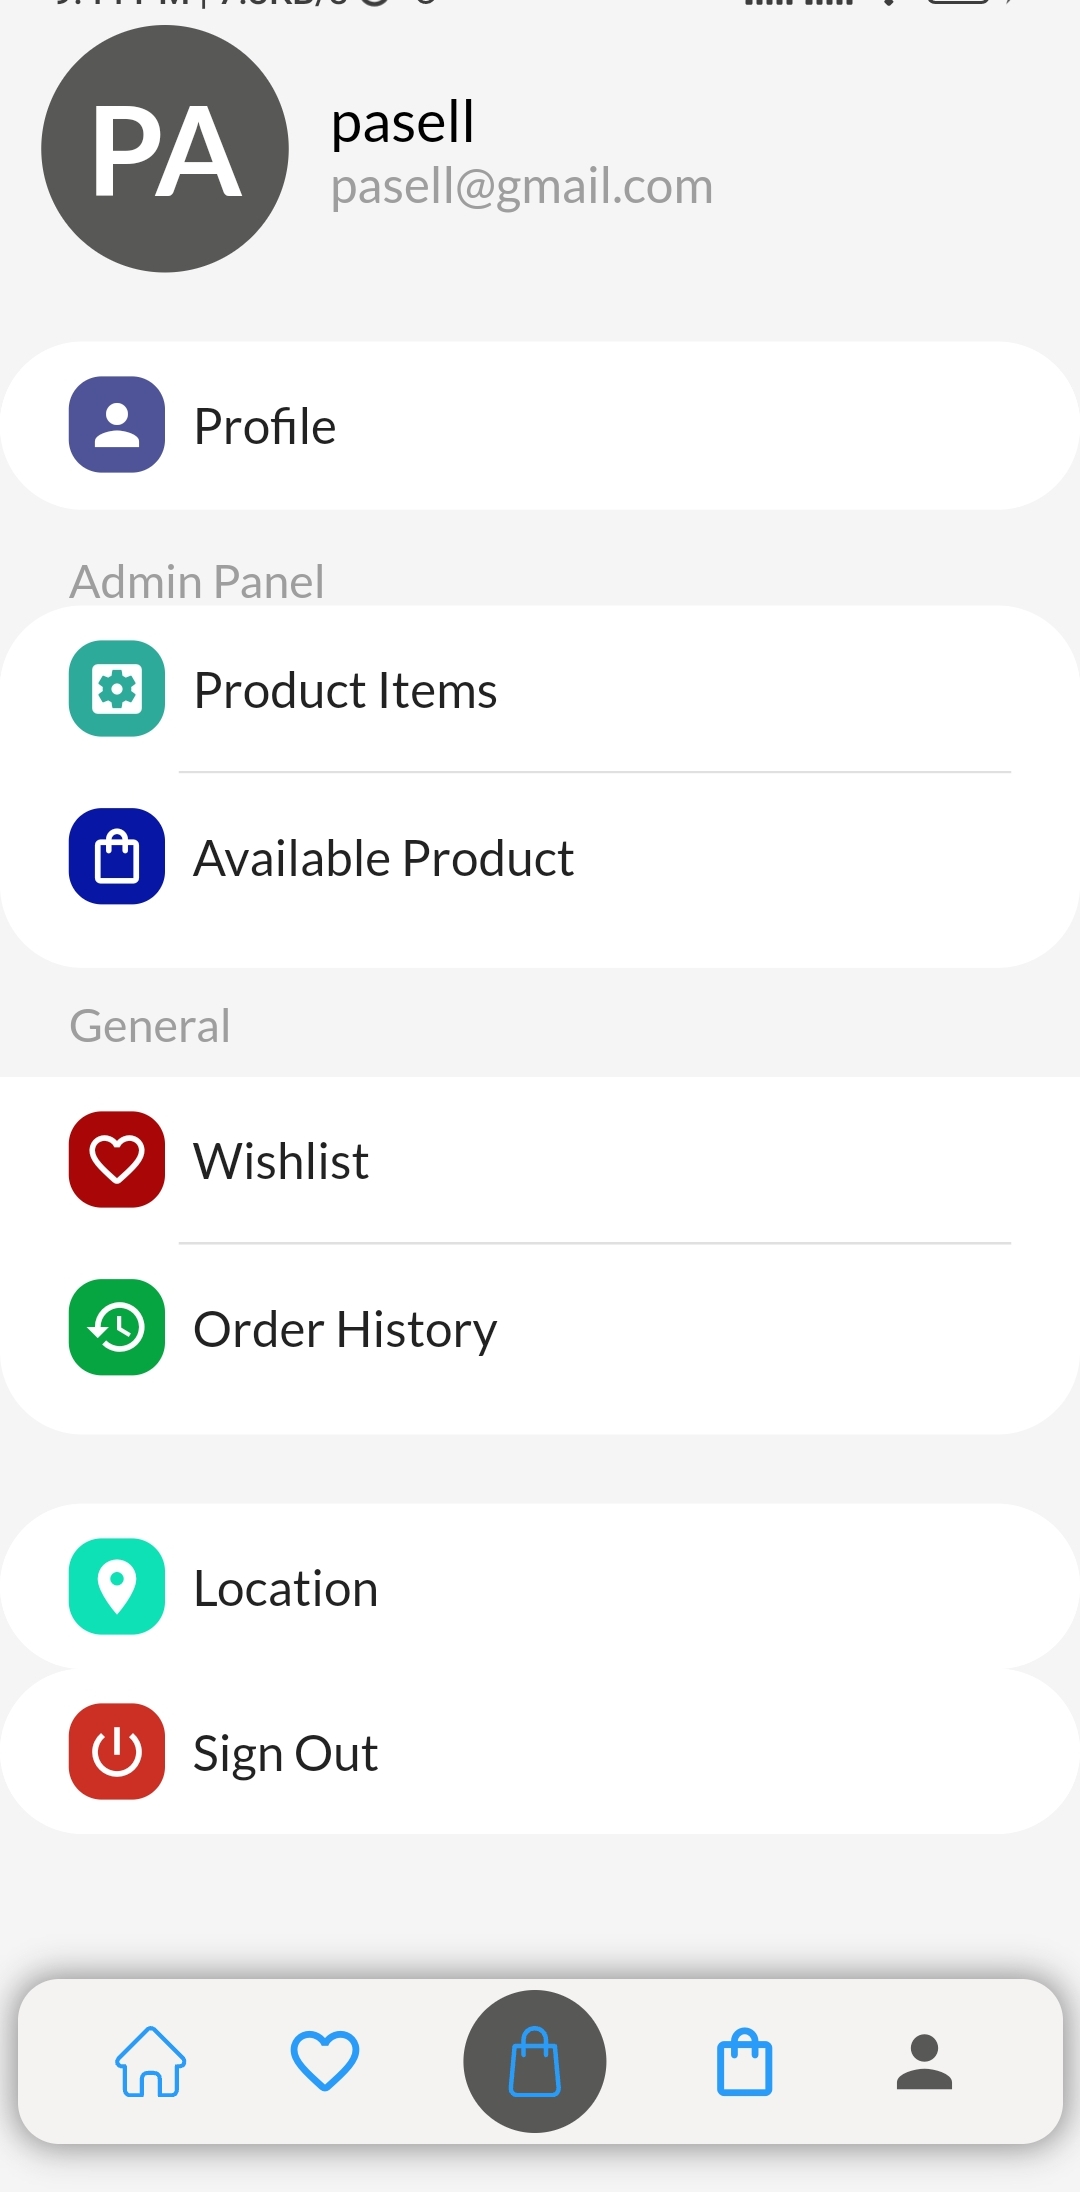 PA
pasell
pasell@gmail.com
Profile
Admin Panel
Product Items
Available Product
General
Wishlist
Order History
Location
Sign Out